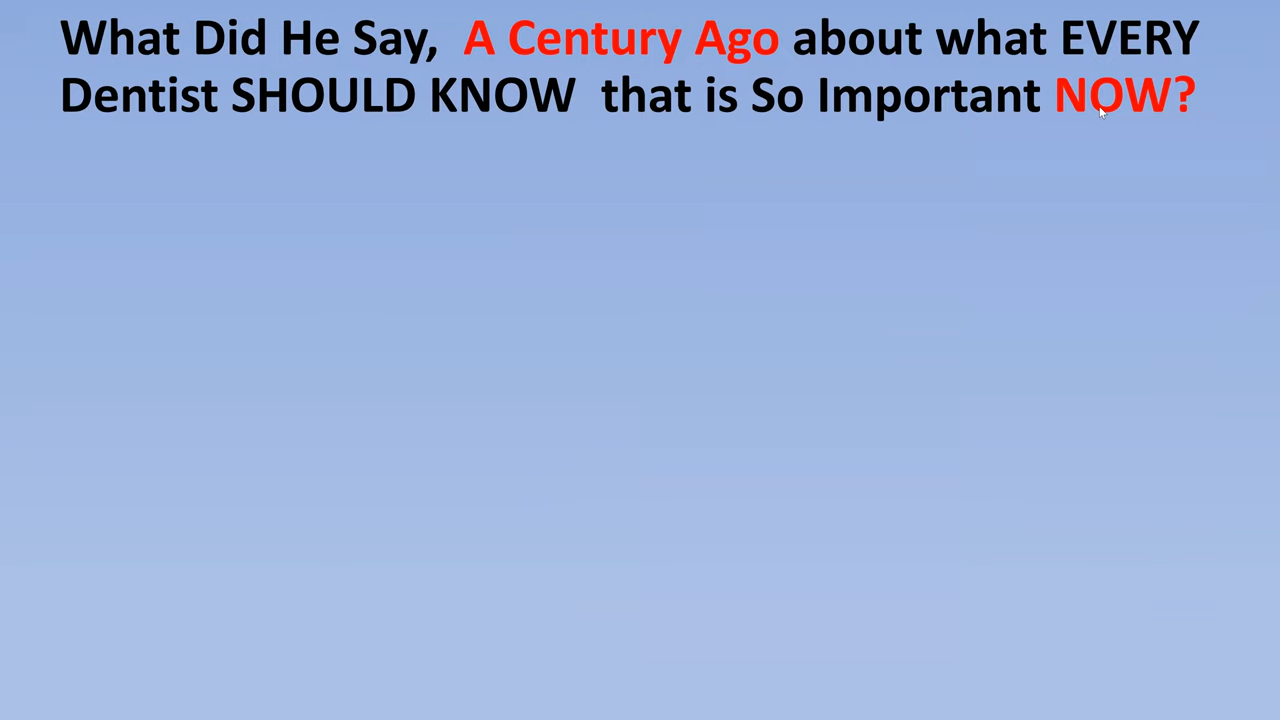 What Did He Say, A Century Ago about what EVERY
Dentist SHOULD KNOW that is So Important NOW?